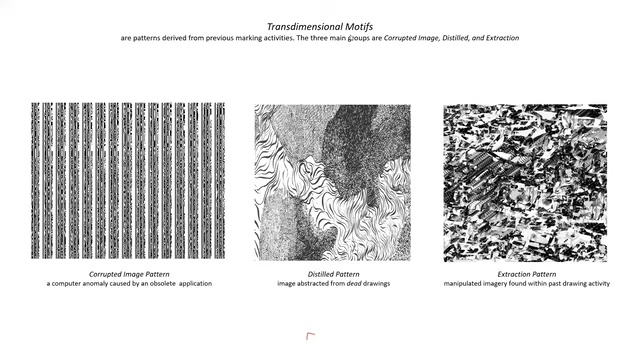 Transdimensional Motifs
are patterns derived from previous marking activities. The three main groups are Corrupted Image, Distilled, and Extraction
Corrupted Image Pattern
a computer anomaly caused by an obsolete application
Distilled Pattern
image abstracted from dead drawings
Extraction Pattern
manipulated imagery found within past drawing activity